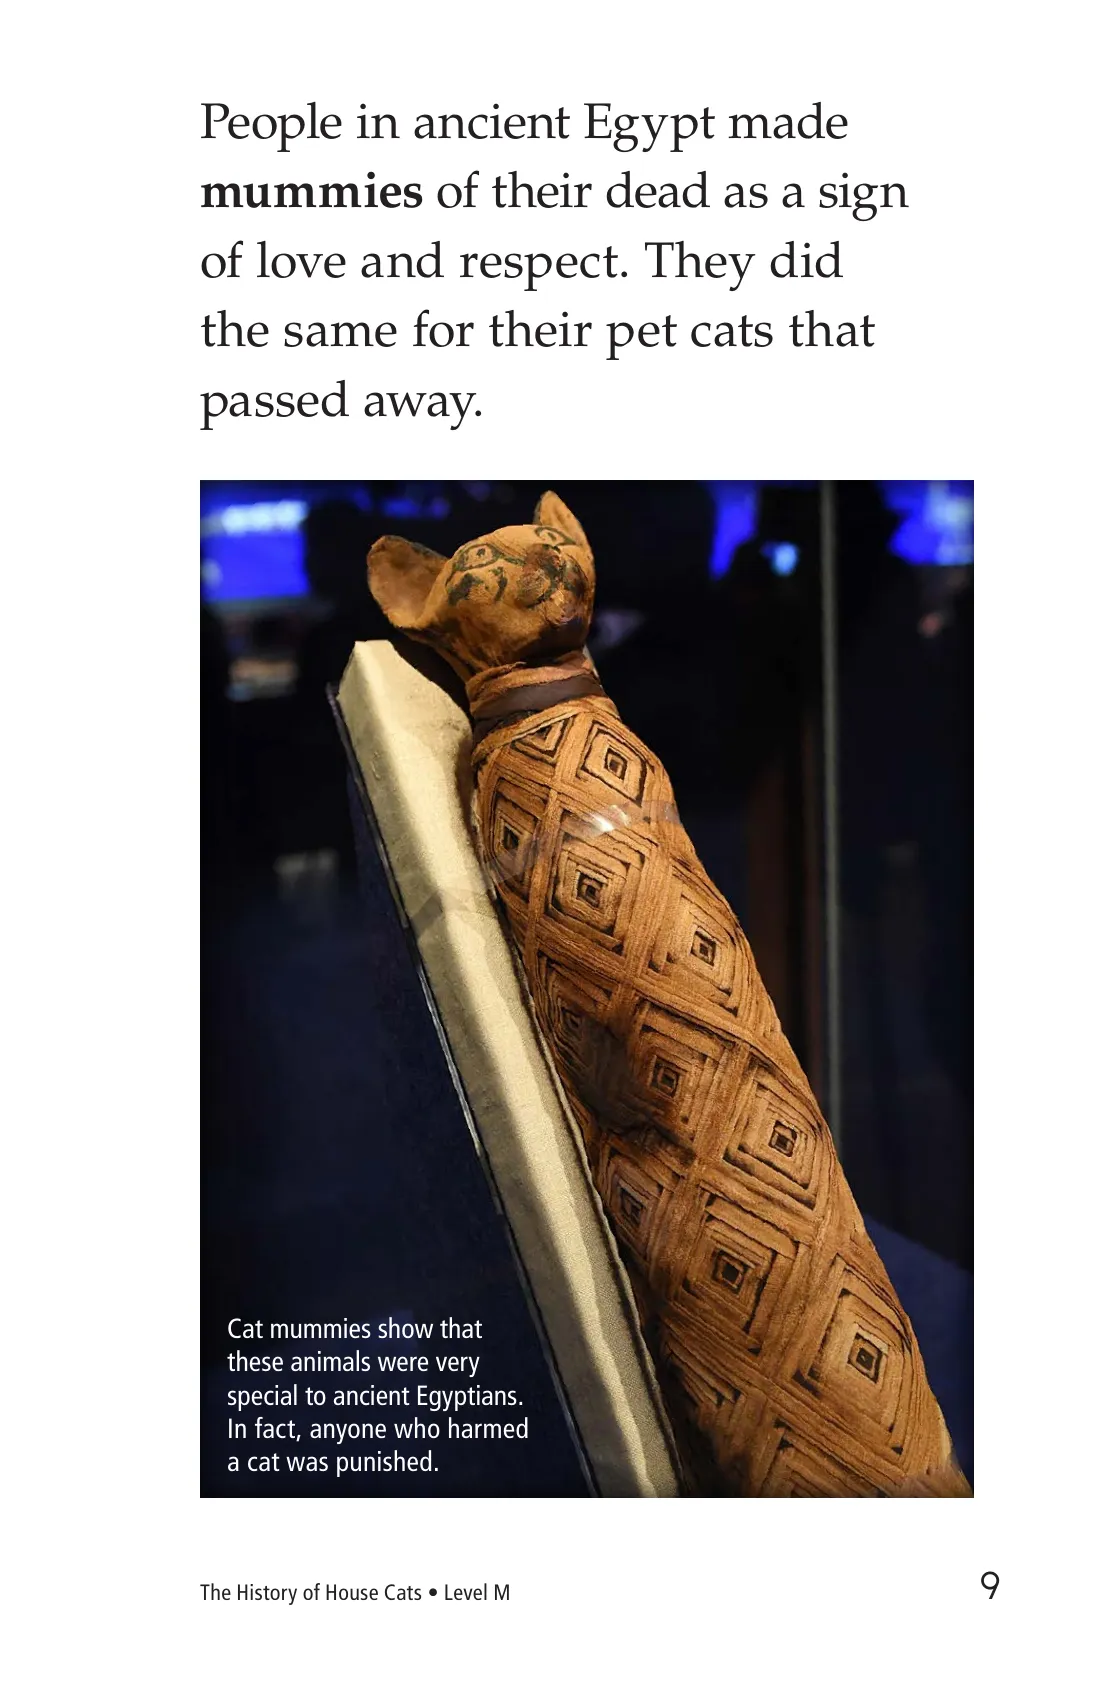 People in ancient Egypt made
mummies of their dead as a sign
of love and respect. They did
the same for their pet cats that
passed away.
Cat mummies show that
these animals were very
special to ancient Egyptians.
In fact, anyone who harmed
a cat was punished.
The History of House Cats • Level M
9